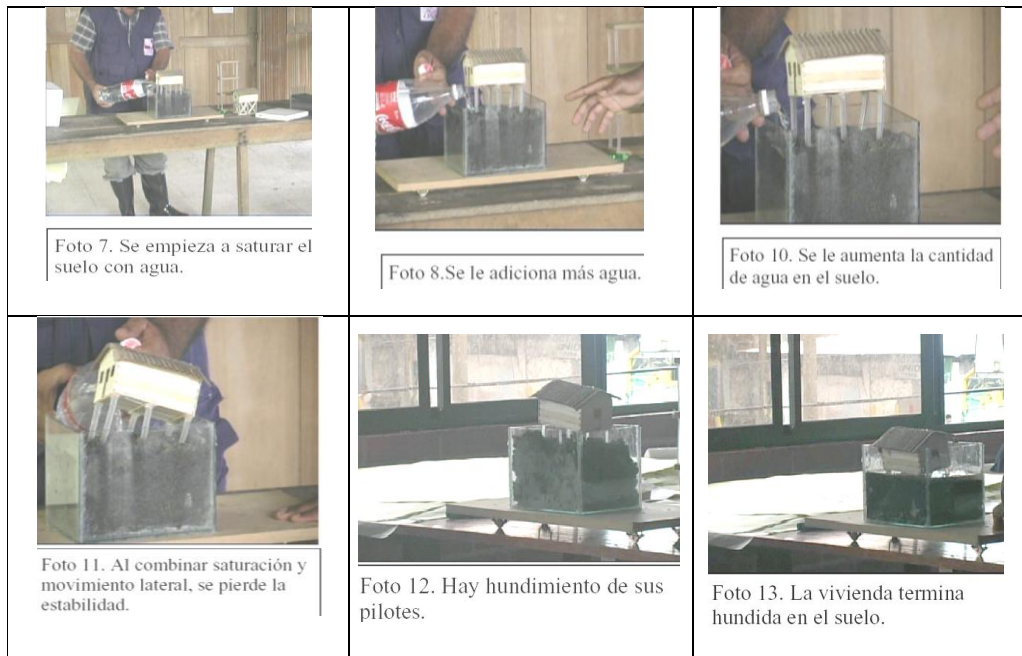 Foto 7. Se empieza a saturar el
suelo con agua.
Foto 8.Se le adiciona más agua.
Foto 10. Se le aumenta la cantidad
de agua en el suelo.
Foto 11. Al combinar saturación y
movimiento lateral, se pierde la
estabilidad.
Foto 12. Hay hundimiento de sus
pilotes.
Foto 13. La vivienda termina
hundida en el suelo.